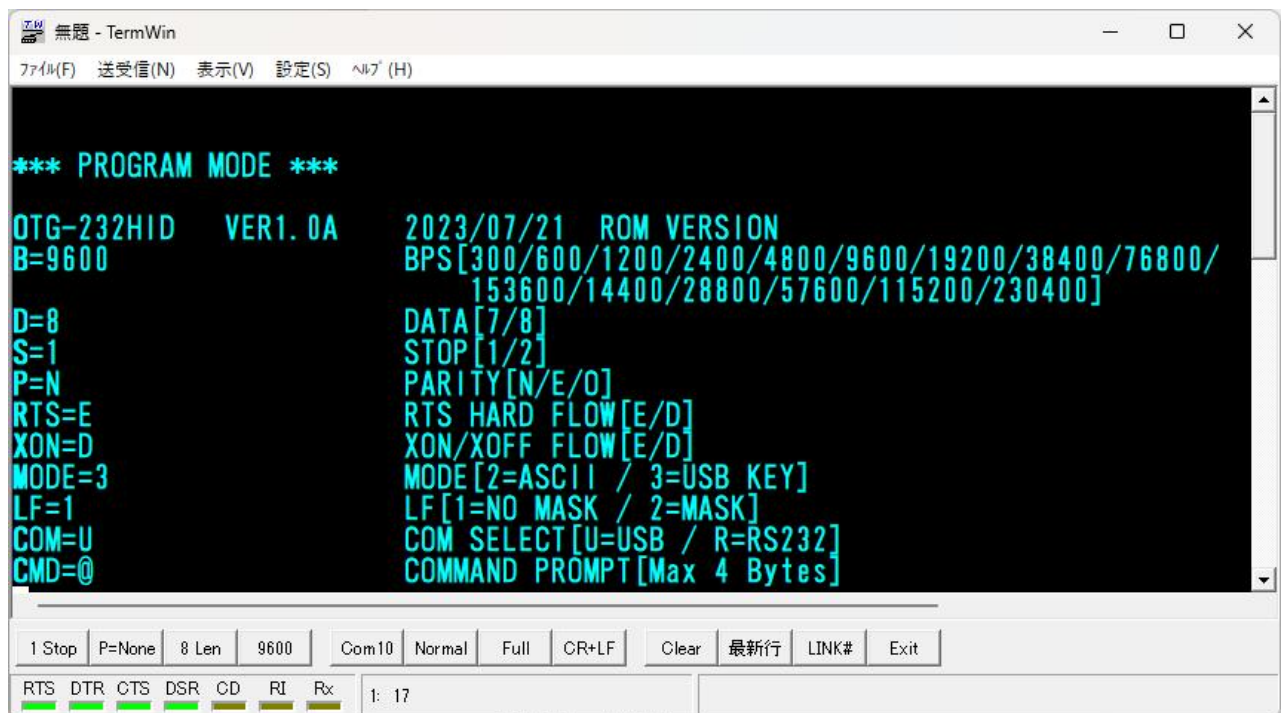 無題 - TermWin
ﾌｧｲﾙ(F) 送受信(N) 表示(V) 設定(S) ﾍﾙﾌﾟ(H)
*** PROGRAM MODE ***
OTG-232HID VER1.0A 2023/07/21 ROM VERSION
B=9600 BPS[300/600/1200/2400/4800/9600/19200/38400/76800/
153600/14400/28800/57600/115200/230400]
D=8 DATA[7/8]
S=1 STOP[1/2]
P=N PARITY[N/E/O]
RTS=E RTS HARD FLOW[E/D]
XON=D XON/XOFF FLOW[E/D]
MODE=3 MODE[2=ASCII / 3=USB KEY]
LF=1 LF[1=NO MASK / 2=MASK]
COM=U COM SELECT[U=USB / R=RS232]
CMD=@ COMMAND PROMPT[Max 4 Bytes]
1 Stop P=None 8 Len 9600 Com10 Normal Full CR+LF Clear 最新行 LINK# Exit
RTS DTR CTS DSR CD RI Rx 1: 17